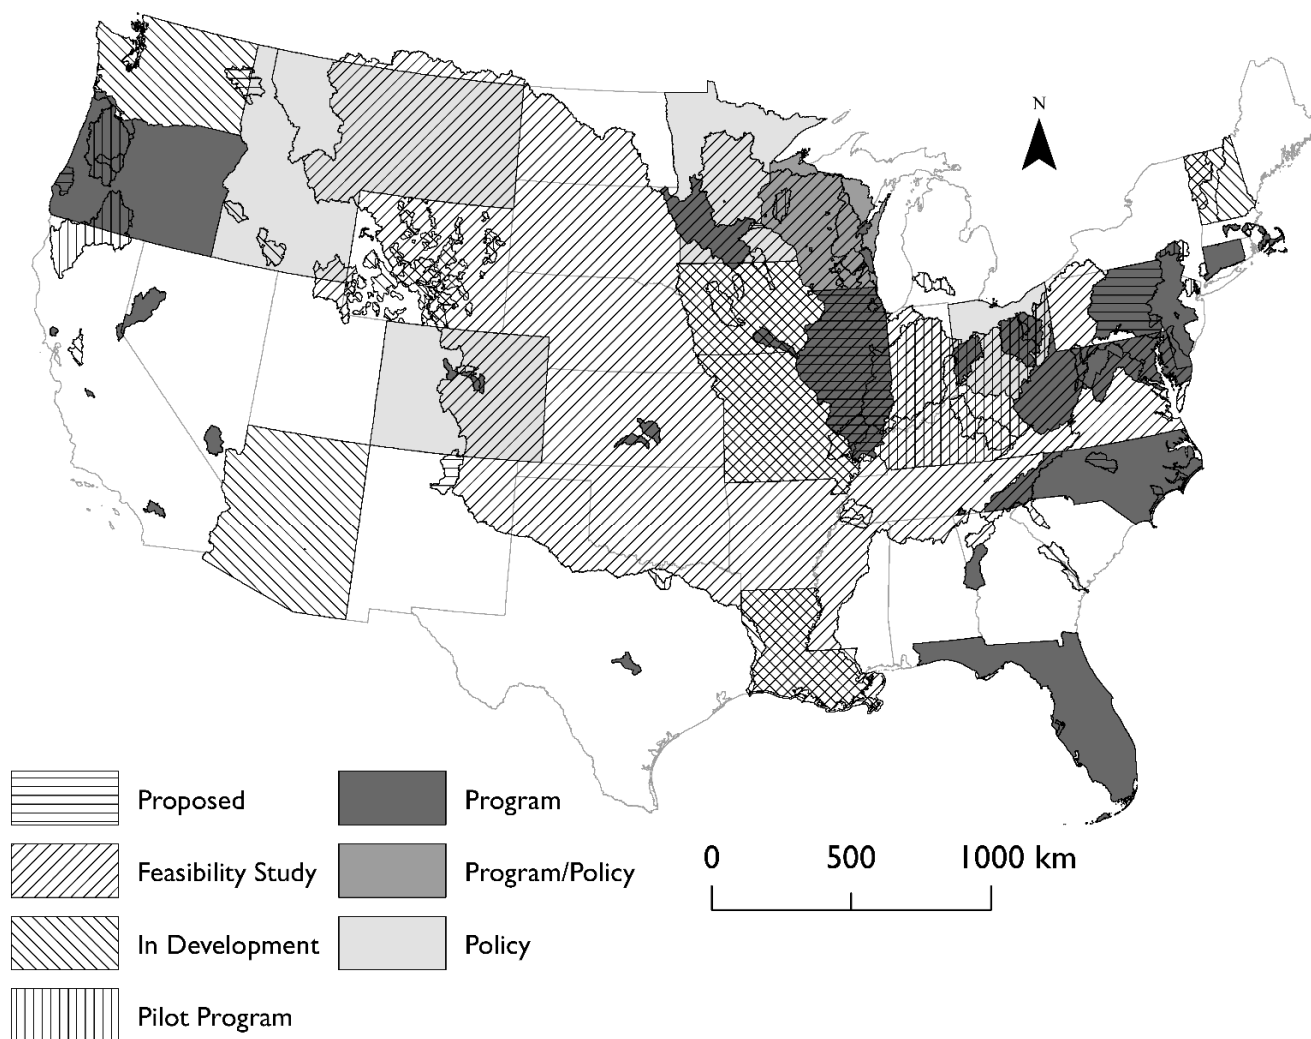 N
Proposed
Feasibility Study
In Development
Pilot Program
Program
Program/Policy
Policy
0 500 1000 km